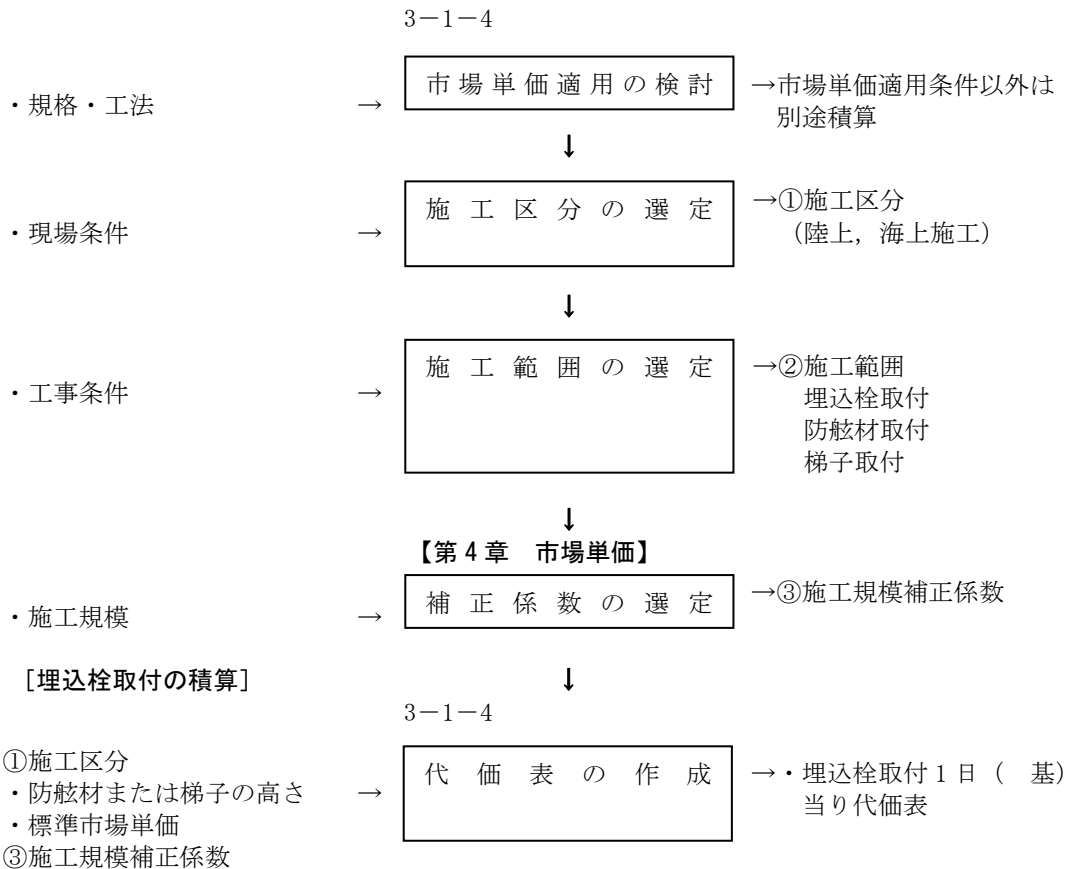 3－1－4
市場単価適用の検討
→市場単価適用条件以外は
別途積算
・規格・工法
→
↓
施工区分の選定
→①施工区分
（陸上，海上施工）
・現場条件
→
↓
施工範囲の選定
→②施工範囲
埋込栓取付
防舷材取付
梯子取付
・工事条件
→
↓
【第4章　市場単価】
補正係数の選定
→③施工規模補正係数
・施工規模
→
［埋込栓取付の積算］
↓
3－1－4
①施工区分
・防舷材または梯子の高さ
・標準市場単価
③施工規模補正係数
→
代価表の作成
→・埋込栓取付1日（　基）
当り代価表